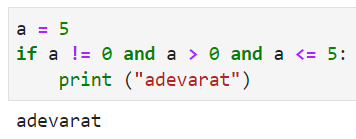 a = 5
if a != 0 and a > 0 and a <= 5:
    print ("adevarat")
adevarat